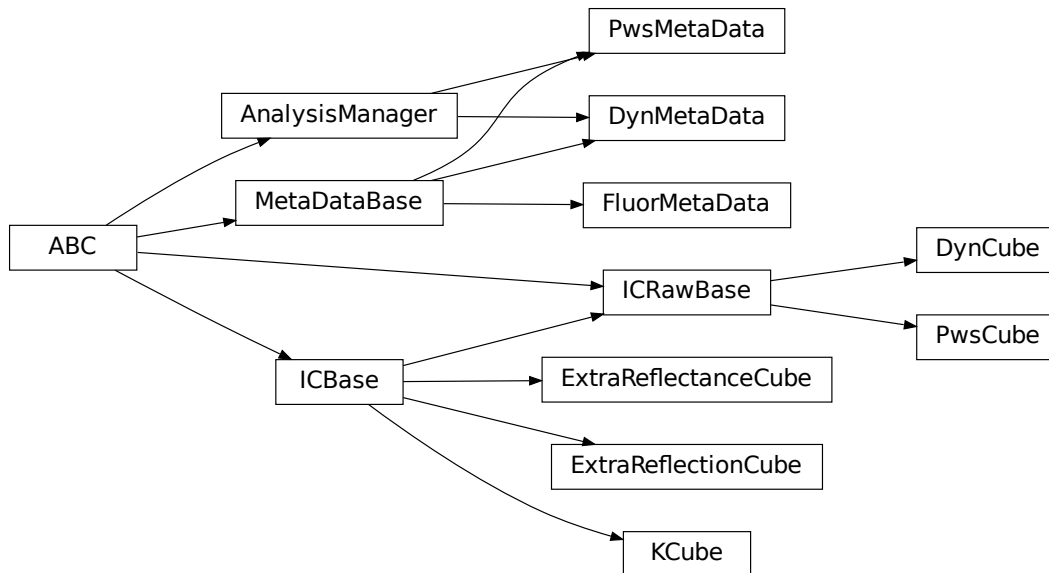 PwsMetaData
AnalysisManager
DynMetaData
MetaDataBase
FluorMetaData
ABC
DynCube
ICRawBase
PwsCube
ICBase
ExtraReflectanceCube
ExtraReflectionCube
KCube